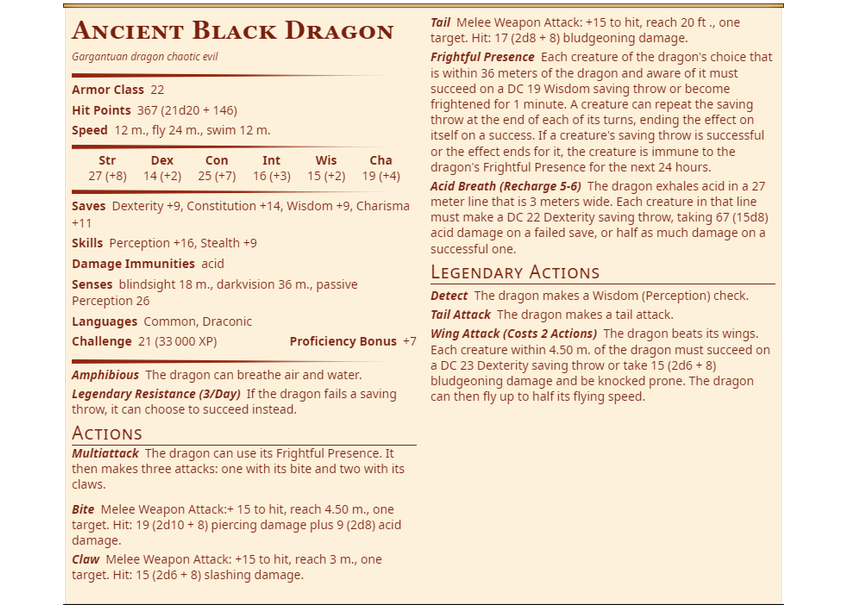 Ancient Black Dragon
Gargantuan dragon chaotic evil
Armor Class 22
Hit Points 367 (21d20 + 146)
Speed 12 m., fly 24 m., swim 12 m.
Str Dex Con Int Wis Cha
27 (+8) 14 (+2) 25 (+7) 16 (+3) 15 (+2) 19 (+4)
Saves Dexterity +9, Constitution +14, Wisdom +9, Charisma
+11
Skills Perception +16, Stealth +9
Damage Immunities acid
Senses blindsight 18 m., darkvision 36 m., passive
Perception 26
Languages Common, Draconic
Challenge 21 (33 000 XP) Proficiency Bonus +7
Amphibious The dragon can breathe air and water.
Legendary Resistance (3/Day) If the dragon fails a saving
throw, it can choose to succeed instead.
Actions
Multiattack The dragon can use its Frightful Presence. It
then makes three attacks: one with its bite and two with its
claws.
Bite Melee Weapon Attack:+ 15 to hit, reach 4.50 m., one
target. Hit: 19 (2d10 + 8) piercing damage plus 9 (2d8) acid
damage.
Claw Melee Weapon Attack: +15 to hit, reach 3 m., one
target. Hit: 15 (2d6 + 8) slashing damage.
Tail Melee Weapon Attack: +15 to hit, reach 20 ft ., one
target. Hit: 17 (2d8 + 8) bludgeoning damage.
Frightful Presence Each creature of the dragon's choice that
is within 36 meters of the dragon and aware of it must
succeed on a DC 19 Wisdom saving throw or become
frightened for 1 minute. A creature can repeat the saving
throw at the end of each of its turns, ending the effect on
itself on a success. If a creature's saving throw is successful
or the effect ends for it, the creature is immune to the
dragon's Frightful Presence for the next 24 hours.
Acid Breath (Recharge 5-6) The dragon exhales acid in a 27
meter line that is 3 meters wide. Each creature in that line
must make a DC 22 Dexterity saving throw, taking 67 (15d8)
acid damage on a failed save, or half as much damage on a
successful one.
Legendary Actions
Detect The dragon makes a Wisdom (Perception) check.
Tail Attack The dragon makes a tail attack.
Wing Attack (Costs 2 Actions) The dragon beats its wings.
Each creature within 4.50 m. of the dragon must succeed on
a DC 23 Dexterity saving throw or take 15 (2d6 + 8)
bludgeoning damage and be knocked prone. The dragon
can then fly up to half its flying speed.